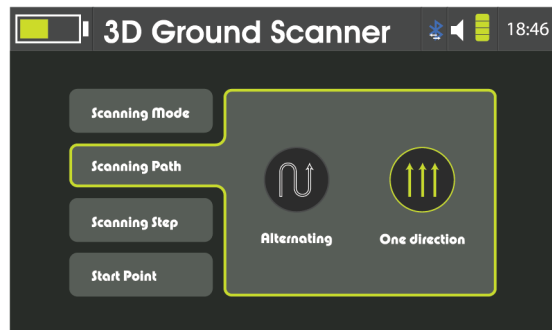 3D Ground Scanner
18:46
Scanning Mode
Scanning Path
Scanning Step
Start Point
Alternating
One direction